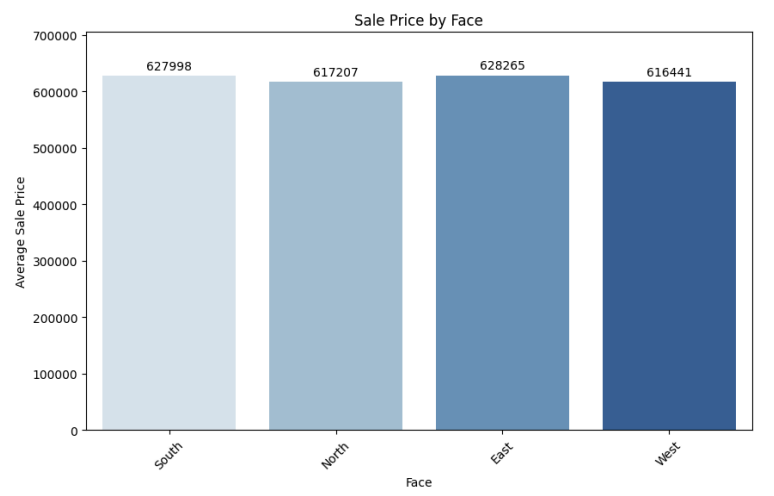 Sale Price by Face
Average Sale Price
700000
600000
500000
400000
300000
200000
100000
0
627998
617207
628265
616441
South
North
East
West
Face